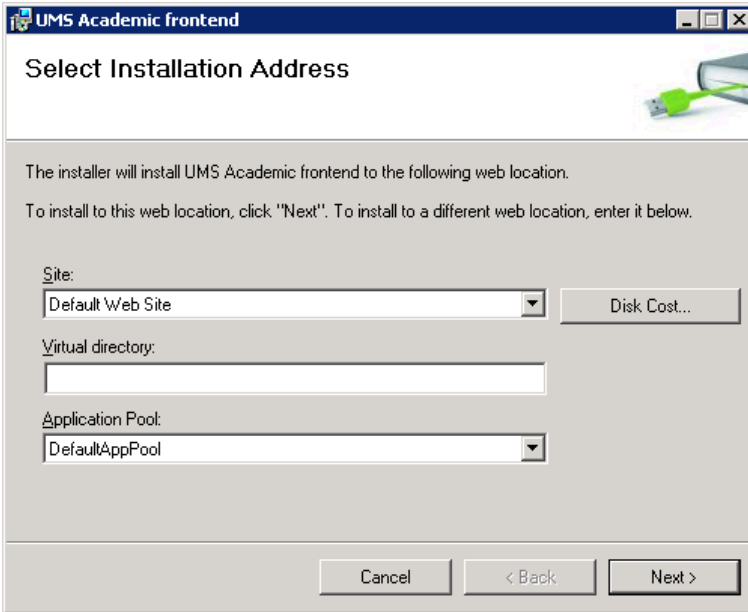 UMS Academic frontend
Select Installation Address
The installer will install UMS Academic frontend to the following web location.
To install to this web location, click "Next". To install to a different web location, enter it below.
Site:
Default Web Site
Disk Cost...
Virtual directory:
Application Pool:
DefaultAppPool
Cancel
< Back
Next >